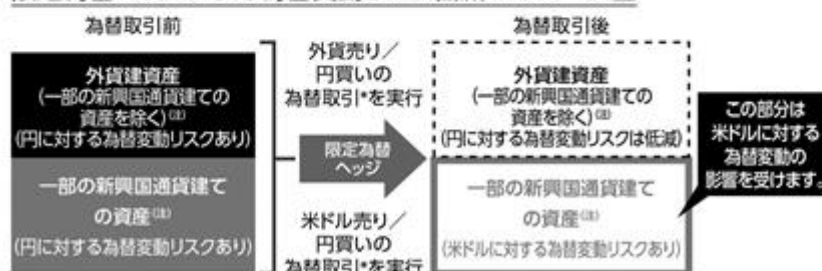 為替取引前
為替取引後
外貨建資産
(一部の新興国通貨建ての
資産を除く)(注)
(円に対する為替変動リスクあり)
一部の新興国通貨建て
の資産(注)
(円に対する為替変動リスクあり)
外貨売り/
円買いの
為替取引*を実行
限定為替
ヘッジ
米ドル売り/
円買いの
為替取引*を実行
外貨建資産
(一部の新興国通貨建ての
資産を除く)(注)
(円に対する為替変動リスクは低減)
一部の新興国通貨建て
の資産(注)
(米ドルに対する為替変動リスクあり)
この部分は
米ドルに対する
為替変動の
影響を受けます。